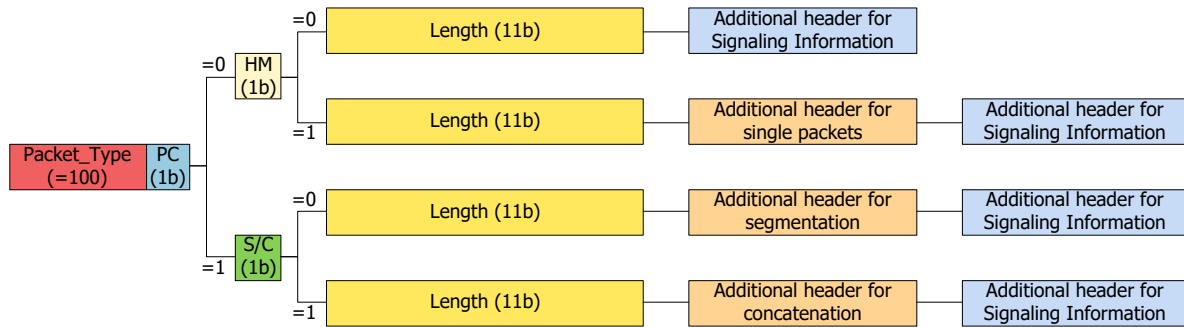 =0
Length (11b)
Additional header for
Signaling Information
=0
HM
(1b)
=1
Length (11b)
Additional header for
single packets
Additional header for
Signaling Information
Packet_Type
(=100)
PC
(1b)
=0
Length (11b)
Additional header for
segmentation
Additional header for
Signaling Information
=1
S/C
(1b)
=1
Length (11b)
Additional header for
concatenation
Additional header for
Signaling Information